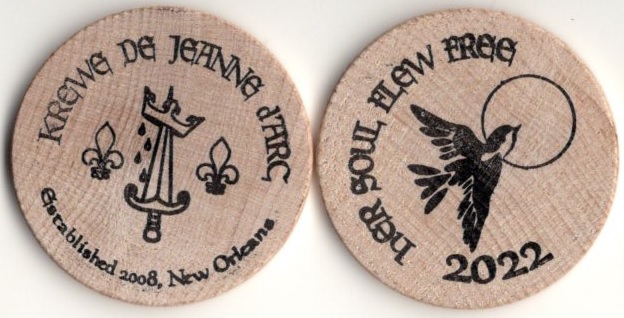 KREWE DE JEANNE d'ARC
Established 2008, New Orleans
HER SOUL FLEW FREE
2022